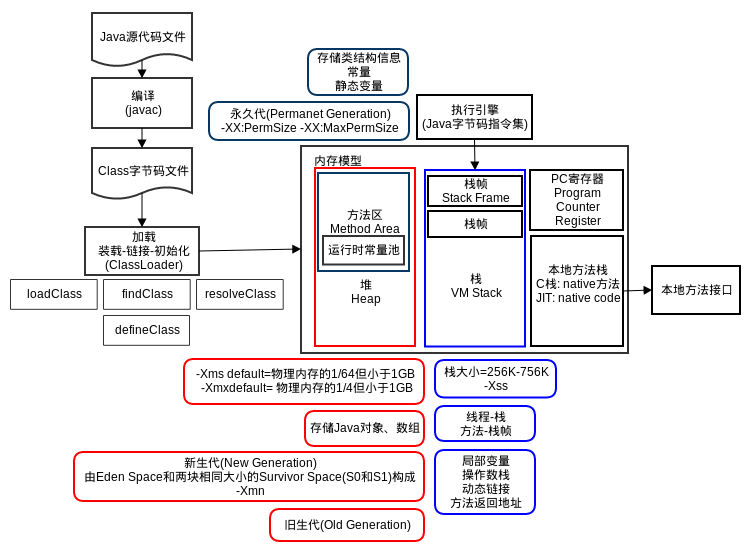 Java源代码文件
编译
(javac)
Class字节码文件
加载
装载-链接-初始化
(ClassLoader)
loadClass
findClass
resolveClass
defineClass
存储类结构信息
常量
静态变量
永久代(Permanet Generation)
-XX:PermSize -XX:MaxPermSize
执行引擎
(Java字节码指令集)
内存模型
方法区
Method Area
运行时常量池
堆
Heap
栈帧
Stack Frame
栈帧
栈
VM Stack
PC寄存器
Program
Counter
Register
本地方法栈
C栈: native方法
JIT: native code
本地方法接口
-Xms default=物理内存的1/64但小于1GB
-Xmxdefault= 物理内存的1/4但小于1GB
存储Java对象、数组
新生代(New Generation)
由Eden Space和两块相同大小的Survivor Space(S0和S1)构成
-Xmn
旧生代(Old Generation)
栈大小=256K-756K
-Xss
线程-栈
方法-栈帧
局部变量
操作数栈
动态链接
方法返回地址